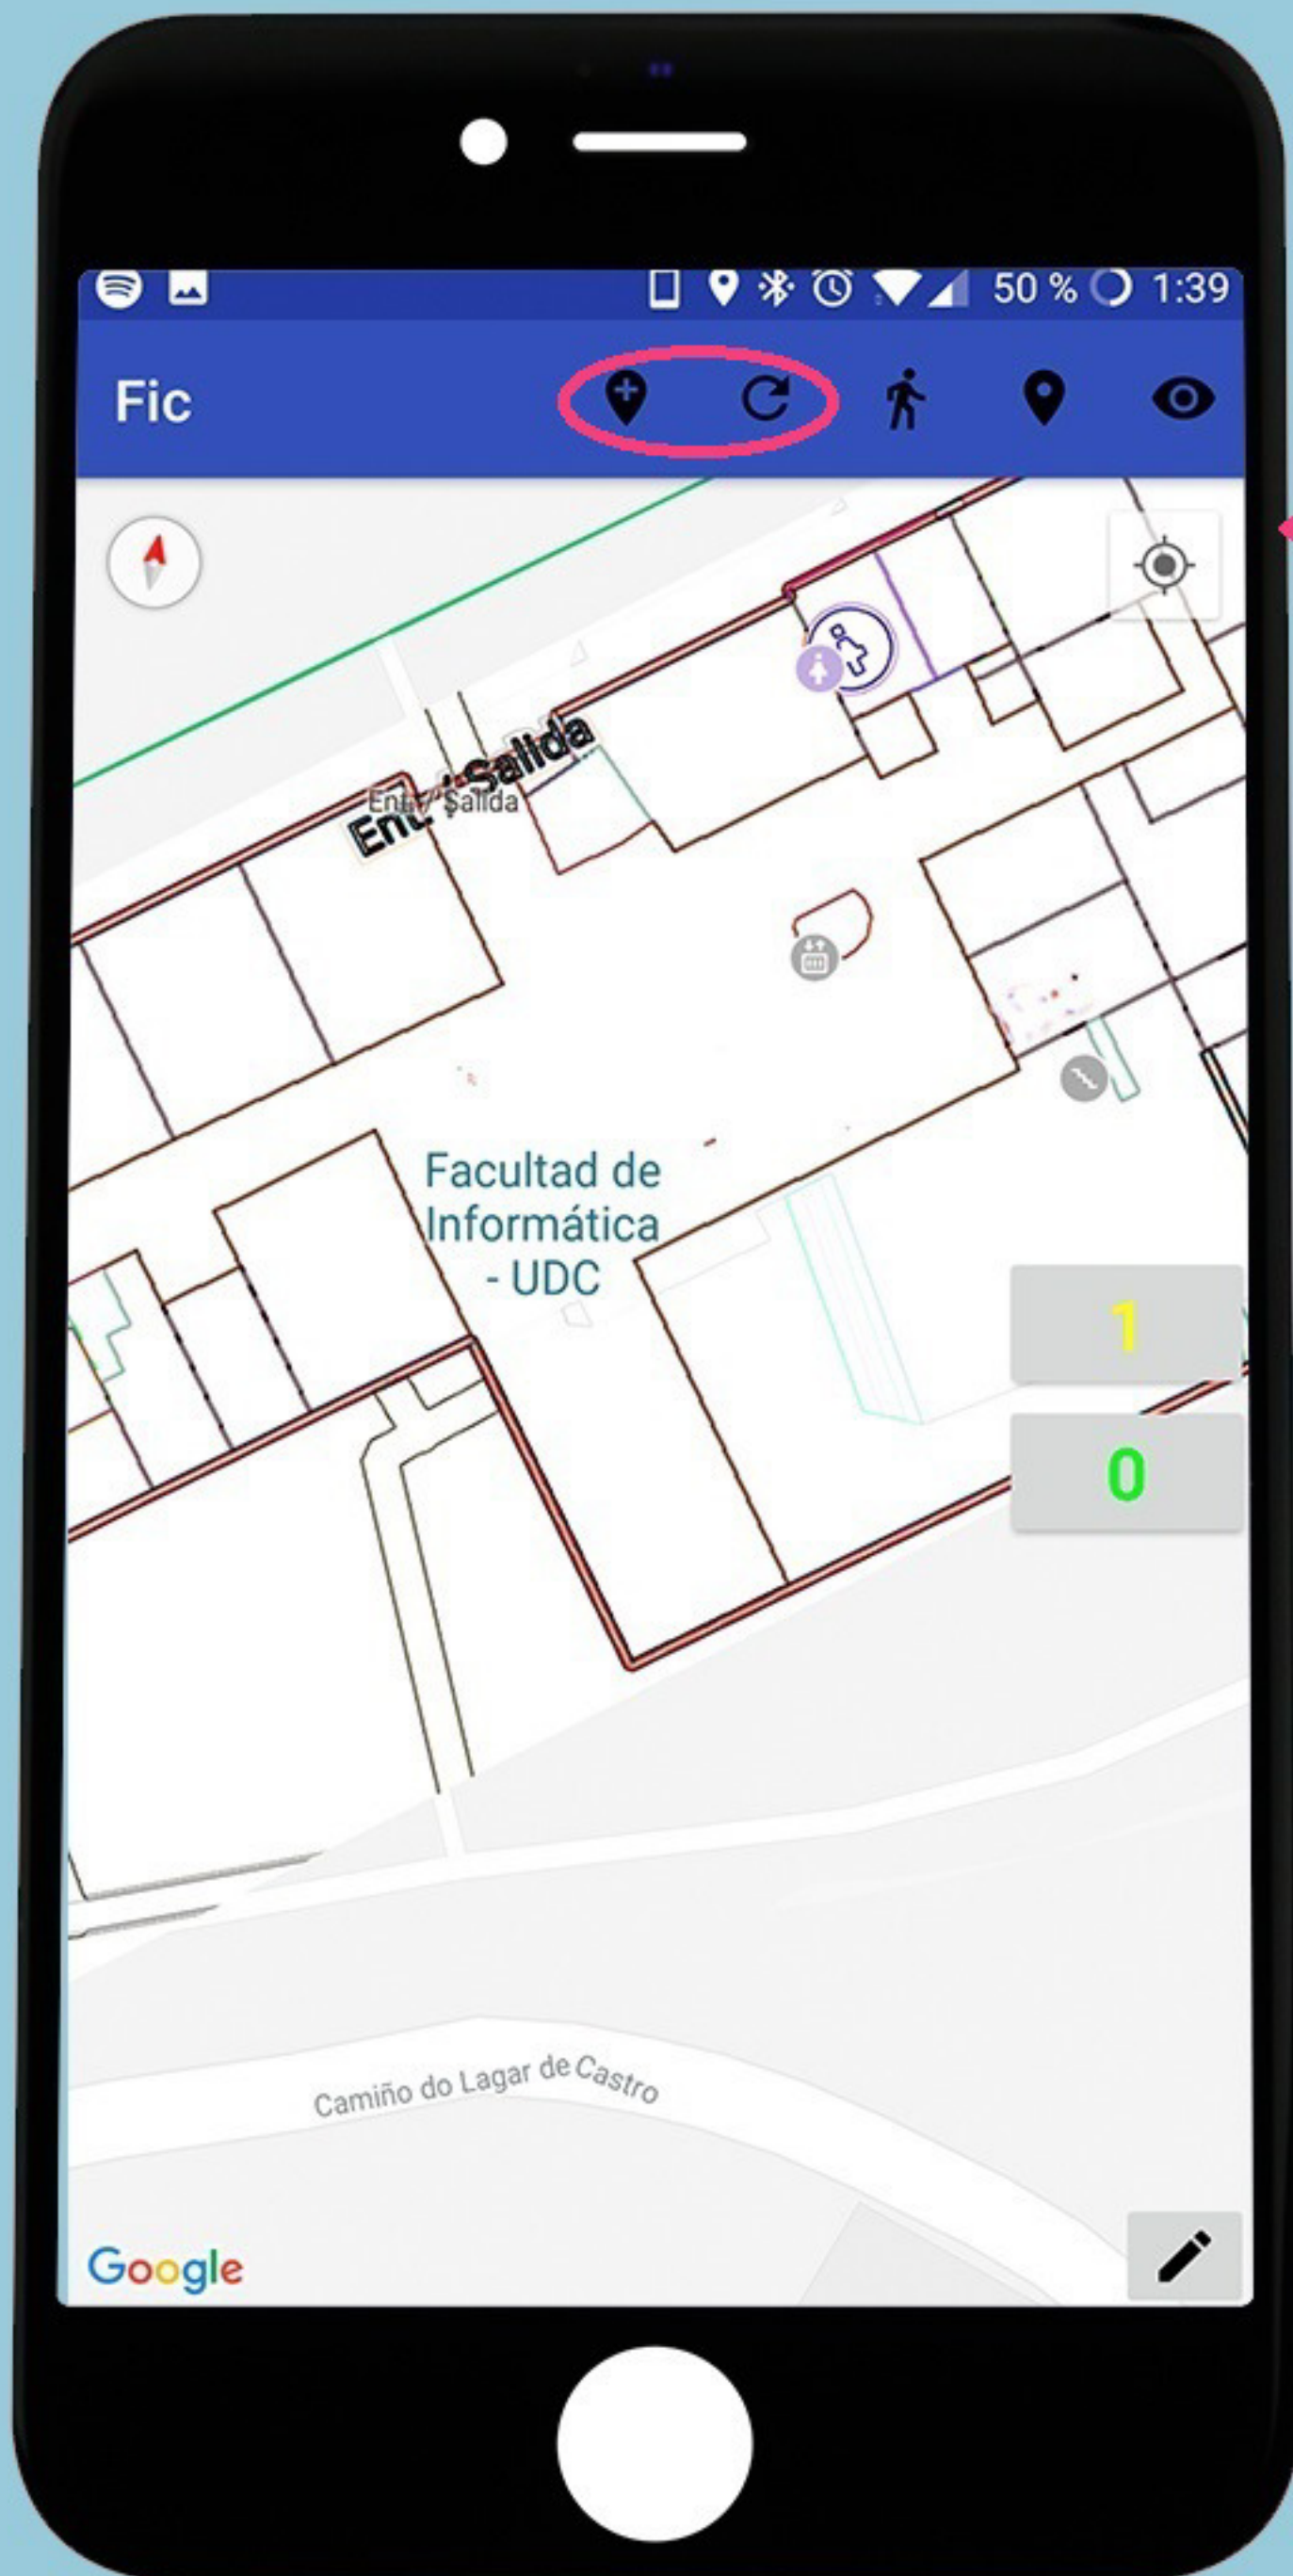 50 % 1:39
Fic
Ent / Salida
Ent / Salida
Facultad de
Informática
- UDC
1
0
Camiño do Lagar de Castro
Google